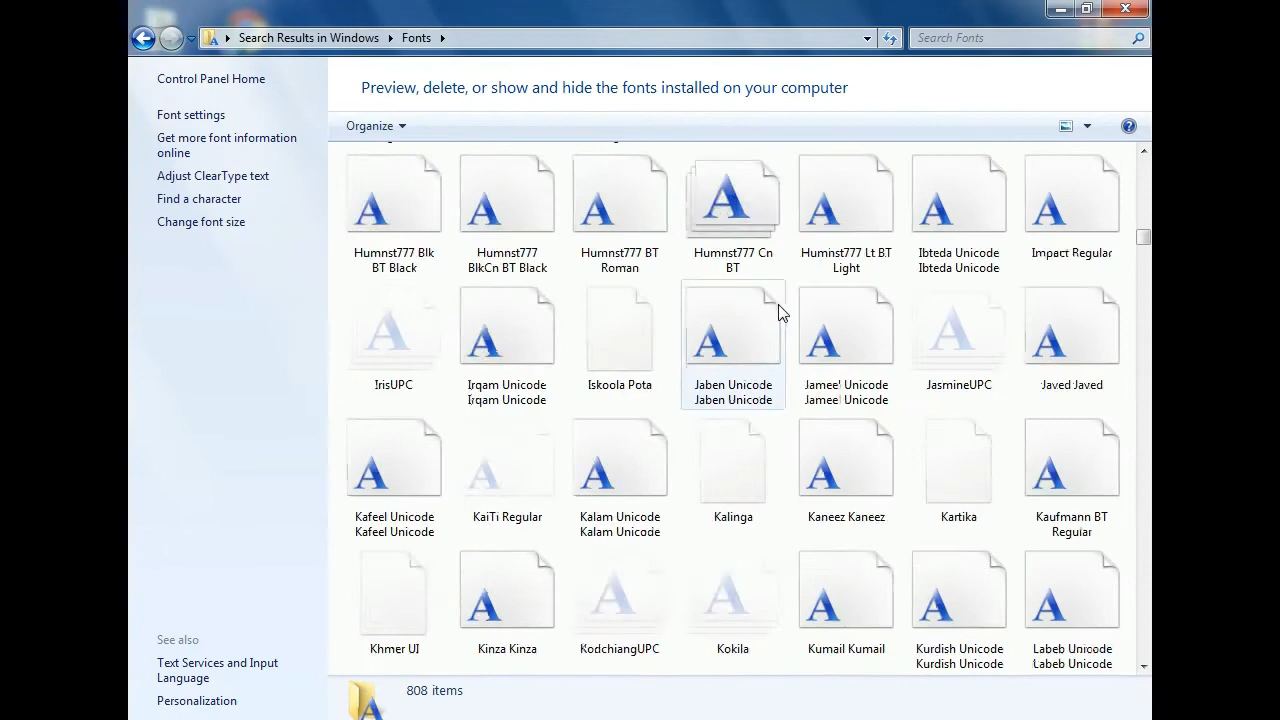 Search Results in Windows
Fonts
Search Fonts
Control Panel Home
Font settings
Get more font information
online
Adjust ClearType text
Find a character
Change font size
See also
Text Services and Input
Language
Personalization
Preview, delete, or show and hide the fonts installed on your computer
Organize
Humnst777 Blk
BT Black
Humnst777
BlkCn BT Black
Humnst777 BT
Roman
Humnst777 Cn
BT
Humnst777 Lt BT
Light
Ibteda Unicode
Ibteda Unicode
Impact Regular
IrisUPC
Irqam Unicode
Irqam Unicode
Iskoola Pota
Jaben Unicode
Jaben Unicode
Jameel Unicode
Jameel Unicode
JasmineUPC
Javed Javed
Kafeel Unicode
Kafeel Unicode
KaiTi Regular
Kalam Unicode
Kalam Unicode
Kalinga
Kaneez Kaneez
Kartika
Kaufmann BT
Regular
Khmer UI
Kinza Kinza
KodchiangUPC
Kokila
Kumail Kumail
Kurdish Unicode
Kurdish Unicode
Labeb Unicode
Labeb Unicode
808 items